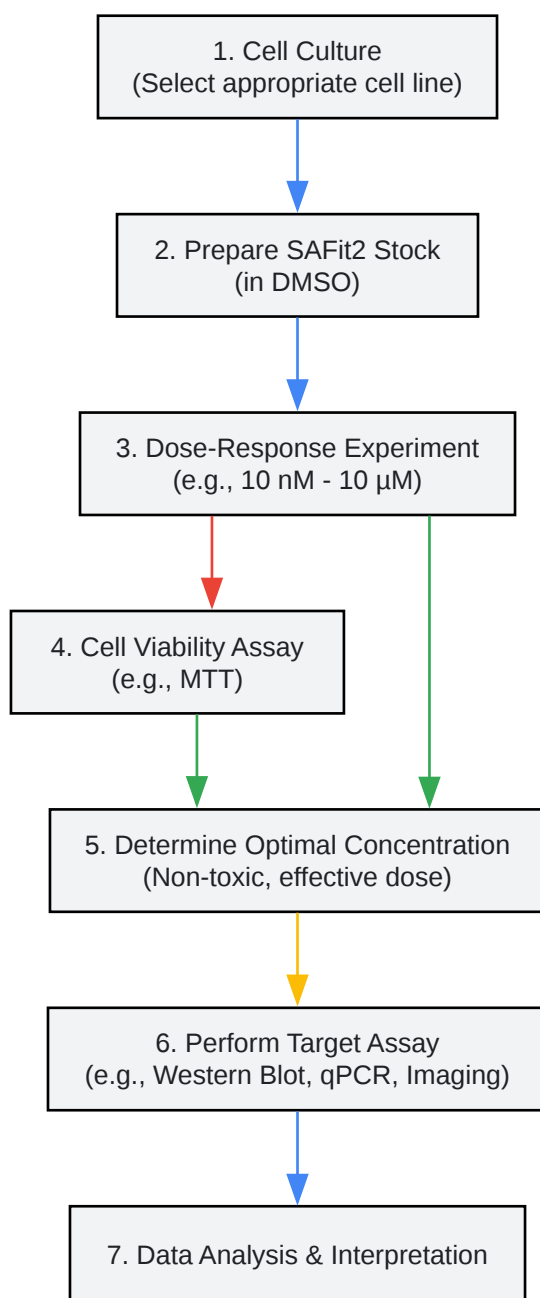 1. Cell Culture
(Select appropriate cell line)
2. Prepare SAFit2 Stock
(in DMSO)
3. Dose-Response Experiment
(e.g., 10 nM - 10 µM)
4. Cell Viability Assay
(e.g., MTT)
5. Determine Optimal Concentration
(Non-toxic, effective dose)
6. Perform Target Assay
(e.g., Western Blot, qPCR, Imaging)
7. Data Analysis & Interpretation